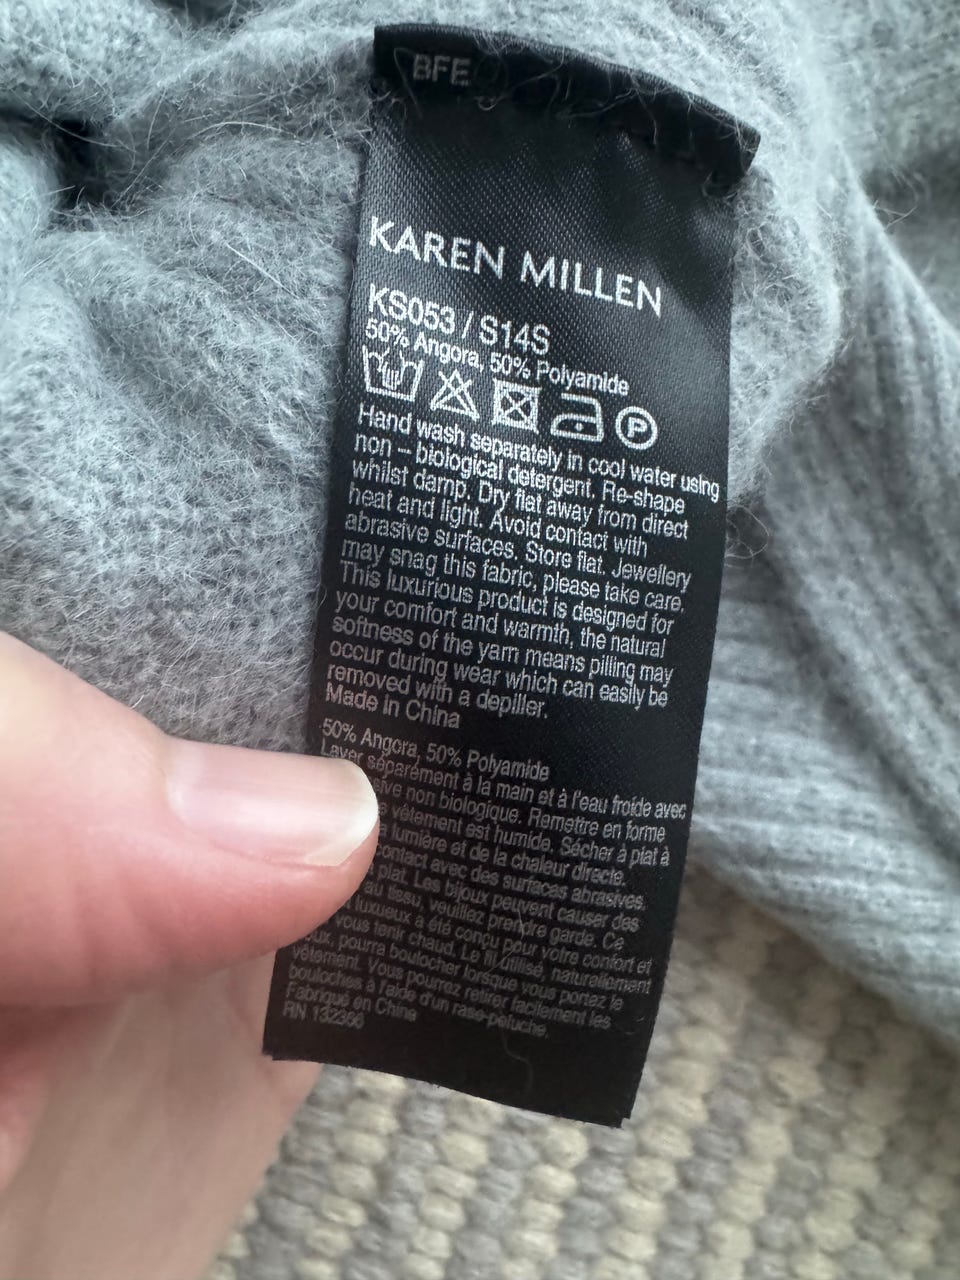 BFE
KAREN MILLEN
KS053 / S14S
50% Angora, 50% Polyamide
P
Hand wash separately in cool water using
non – biological detergent. Re-shape
whilst damp. Dry flat away from direct
heat and light. Avoid contact with
abrasive surfaces. Store flat. Jewellery
may snag this fabric, please take care.
This luxurious product is designed for
your comfort and warmth, the natural
softness of the yarn means pilling may
occur during wear which can easily be
removed with a depiller.
Made in China
50% Angora, 50% Polyamide
Laver séparément à la main et à l'eau froide avec
non biologique. Remettre en forme
vêtement est humide. Sécher à plat à
lumière et de la chaleur directe.
contact avec des surfaces abrasives.
plat. Les bijoux peuvent causer des
au tissu, veuillez prendre garde. Ce
luxueux a été conçu pour votre confort et
vous tenir chaud. Le fil utilisé, naturellement
pourra boulocher lorsque vous portez le
vêtement. Vous pourrez retirer facilement les
bouloches à l'aide d'un rase-peluche.
Fabriqué en Chine
RN 132398